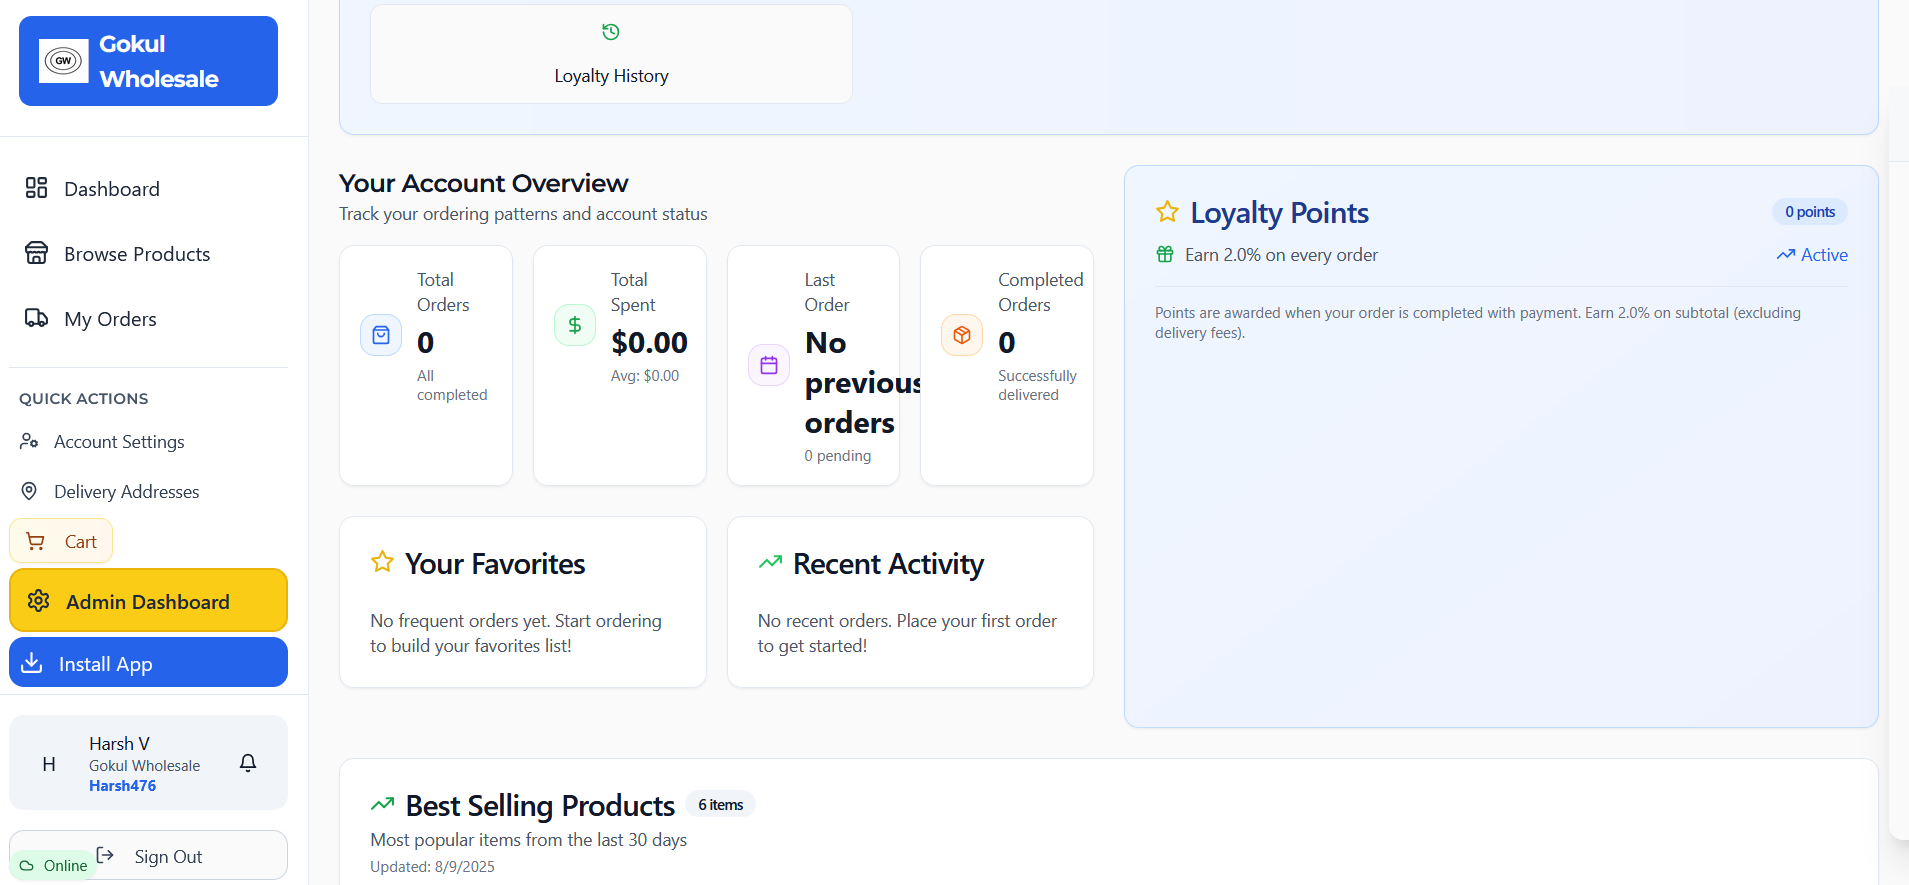 GW
Gokul
Wholesale
Dashboard
Browse Products
My Orders
QUICK ACTIONS
Account Settings
Delivery Addresses
Cart
Admin Dashboard
Install App
H
Harsh V
Gokul Wholesale
Harsh476
Sign Out
Online
Loyalty History
Your Account Overview
Track your ordering patterns and account status
Total
Orders
0
All
completed
Total
Spent
$0.00
Avg: $0.00
Last
Order
No
previous
orders
0 pending
Completed
Orders
0
Successfully
delivered
Loyalty Points
0 points
Earn 2.0% on every order
Active
Points are awarded when your order is completed with payment. Earn 2.0% on subtotal (excluding
delivery fees).
Your Favorites
No frequent orders yet. Start ordering
to build your favorites list!
Recent Activity
No recent orders. Place your first order
to get started!
Best Selling Products
6 items
Most popular items from the last 30 days
Updated: 8/9/2025